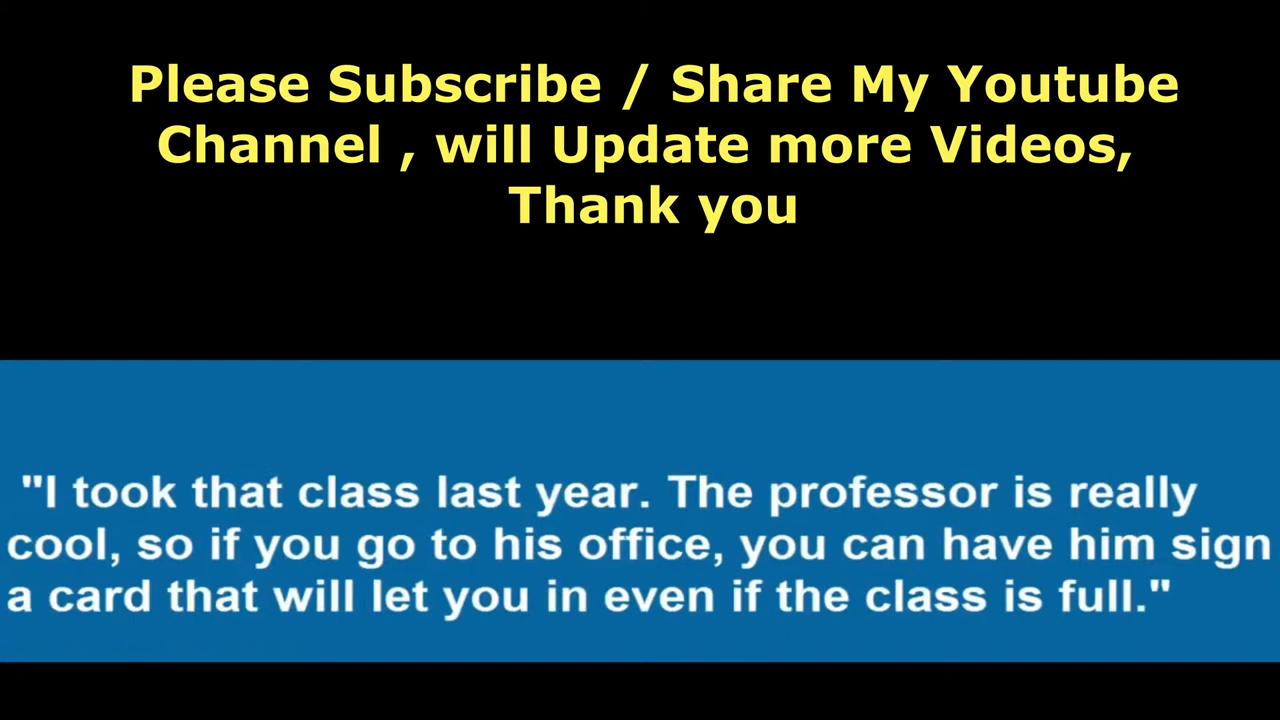 Please Subscribe / Share My Youtube
Channel , will Update more Videos,
Thank you
"I took that class last year. The professor is really
cool, so if you go to his office, you can have him sign
a card that will let you in even if the class is full."